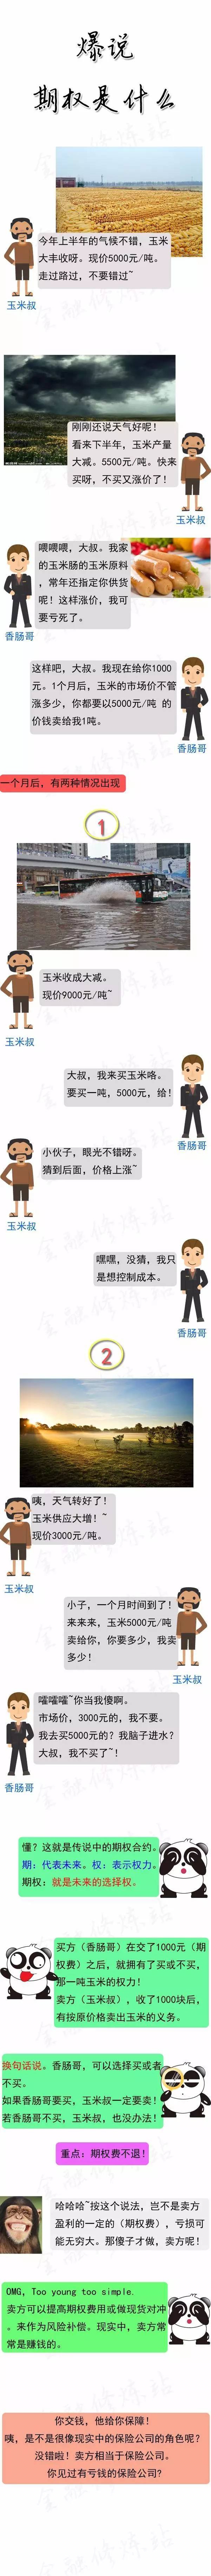 爆说
期权是什么
今年上半年的气候不错，玉米
大丰收呀。现价5000元/吨。
走过路过，不要错过~
玉米叔
刚刚还说天气好呢！
看来下半年，玉米产量
大减。5500元/吨。快来
买呀，不买又涨价了！
玉米叔
喂喂喂，大叔。我家
的玉米肠的玉米原料
，常年还指定你供货
呢！这样涨价，我可
要亏死了。
香肠哥
这样吧，大叔。我现在给你1000
元。1个月后，玉米的市场价不管
涨多少，你都要以5000元/吨 的
价钱卖给我1吨。
香肠哥
一个月后，有两种情况出现
1
玉米收成大减。
现价9000元/吨~
玉米叔
大叔，我来买玉米咯。
要买一吨，5000元，给！
香肠哥
小伙子，眼光不错呀。
猜到后面，价格上涨~
玉米叔
嘿嘿，没猜，我只
是想控制成本。
香肠哥
2
咦，天气转好了！
玉米供应大增！~
现价3000元/吨。
玉米叔
小子，一个月时间到了！
来来来，玉米5000元/吨
卖给你，你要多少，我卖
多少！
玉米叔
嚯嚯嚯~你当我傻啊。
市场价，3000元的，我不要。
我去买5000元的？我脑子进水？
大叔，我不买了~！
香肠哥
懂？这就是传说中的期权合约。
期：代表未来。权：表示权力。
期权：就是未来的选择权。
买方（香肠哥）在交了1000元（期
权费）之后，就拥有了买或不买，
那一吨玉米的权力！
卖方（玉米叔），收了1000块后，
有按原价格卖出玉米的义务。
换句话说。香肠哥，可以选择买或者
不买。
如果香肠哥要买，玉米叔一定要卖！
若香肠哥不买，玉米叔，也没办法！
重点：期权费不退！
哈哈哈~按这个说法，岂不是卖方
盈利的一定的（期权费），亏损可
能无穷大。那傻子才做，卖方呢！
OMG，Too young too simple.
卖方可以提高期权费用或做现货对冲
。来作为风险补偿。现实中，卖方常
常是赚钱的。
你交钱，他给你保障！
咦，是不是很像现实中的保险公司的角色呢？
没错啦！卖方相当于保险公司。
你见过有亏钱的保险公司？